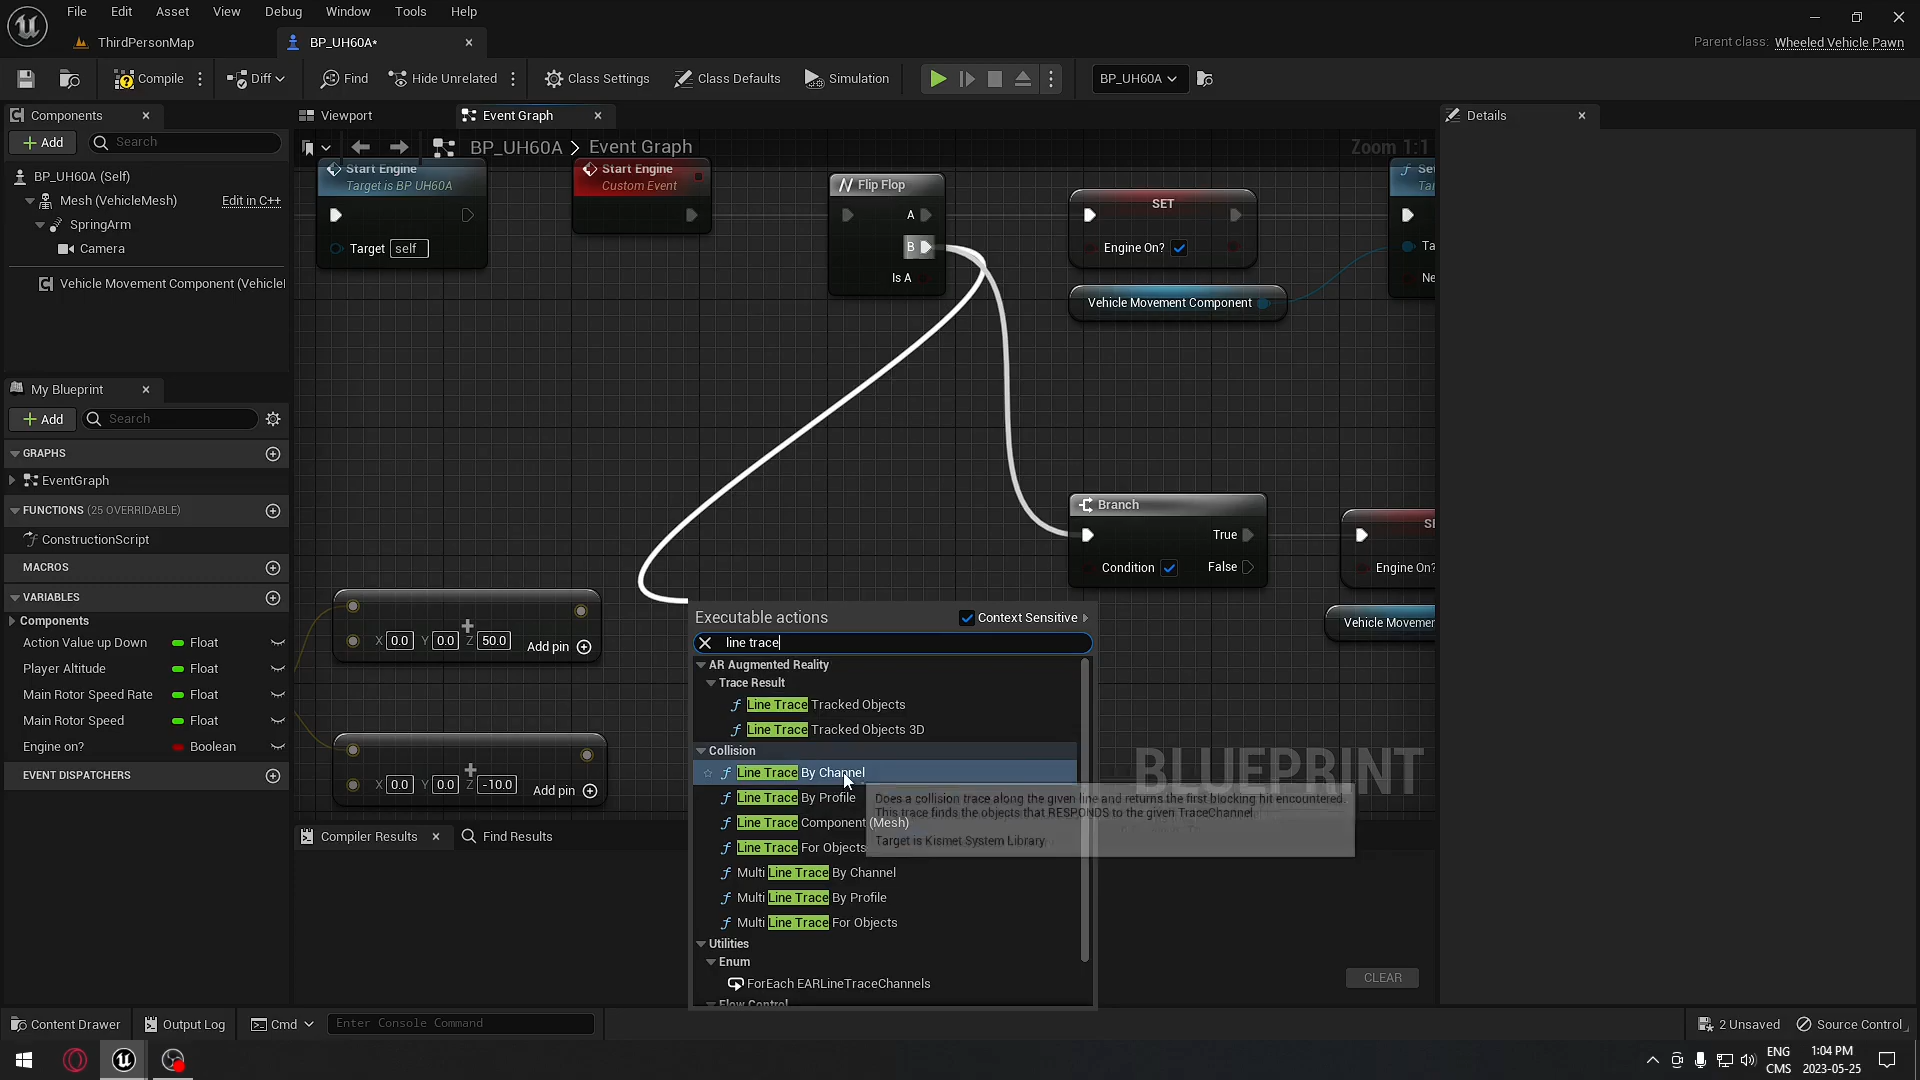 File Edit Asset View Debug Window Tools Help
ThirdPersonMap
BP_UH60A*
Parent class: Wheeled Vehicle Pawn
Compile
Diff
Find
Hide Unrelated
Class Settings
Class Defaults
Simulation
BP_UH60A
Components
Add
Search
BP_UH60A (Self)
Mesh (VehicleMesh)
Edit in C++
SpringArm
Camera
Vehicle Movement Component (Vehicle
My Blueprint
Add
Search
GRAPHS
EventGraph
FUNCTIONS (25 OVERRIDABLE)
ConstructionScript
MACROS
VARIABLES
Components
Action Value up Down Float
Player Altitude Float
Main Rotor Speed Rate Float
Main Rotor Speed Float
Engine on? Boolean
EVENT DISPATCHERS
Viewport
Event Graph
BP_UH60A > Event Graph
Zoom 1:1
Start Engine
Target is BP UH60A
Target self
Start Engine
Custom Event
Flip Flop
A
B
Is A
SET
Engine On?
Vehicle Movement Component
Se
Tar
Ta
Ne
Branch
True
Condition
False
SE
Engine On?
Vehicle Movemer
X 0.0 Y 0.0 Z 50.0
Add pin
X 0.0 Y 0.0 Z -10.0
Add pin
BLUEPRINT
Executable actions
Context Sensitive
line trace
AR Augmented Reality
Trace Result
Line Trace Tracked Objects
Line Trace Tracked Objects 3D
Collision
Line Trace By Channel
Line Trace By Profile
Line Trace Component (Mesh)
Line Trace For Objects
Multi Line Trace By Channel
Multi Line Trace By Profile
Multi Line Trace For Objects
Utilities
Enum
ForEach EARLineTraceChannels
Flow Control
Does a collision trace along the given line and returns the first blocking hit encountered.
This trace finds the objects that RESPONDS to the given TraceChannel
Target is Kismet System Library
Compiler Results
Find Results
CLEAR
Details
Content Drawer
Output Log
Cmd
Enter Console Command
2 Unsaved
Source Control
ENG
CMS
1:04 PM
2023-05-25